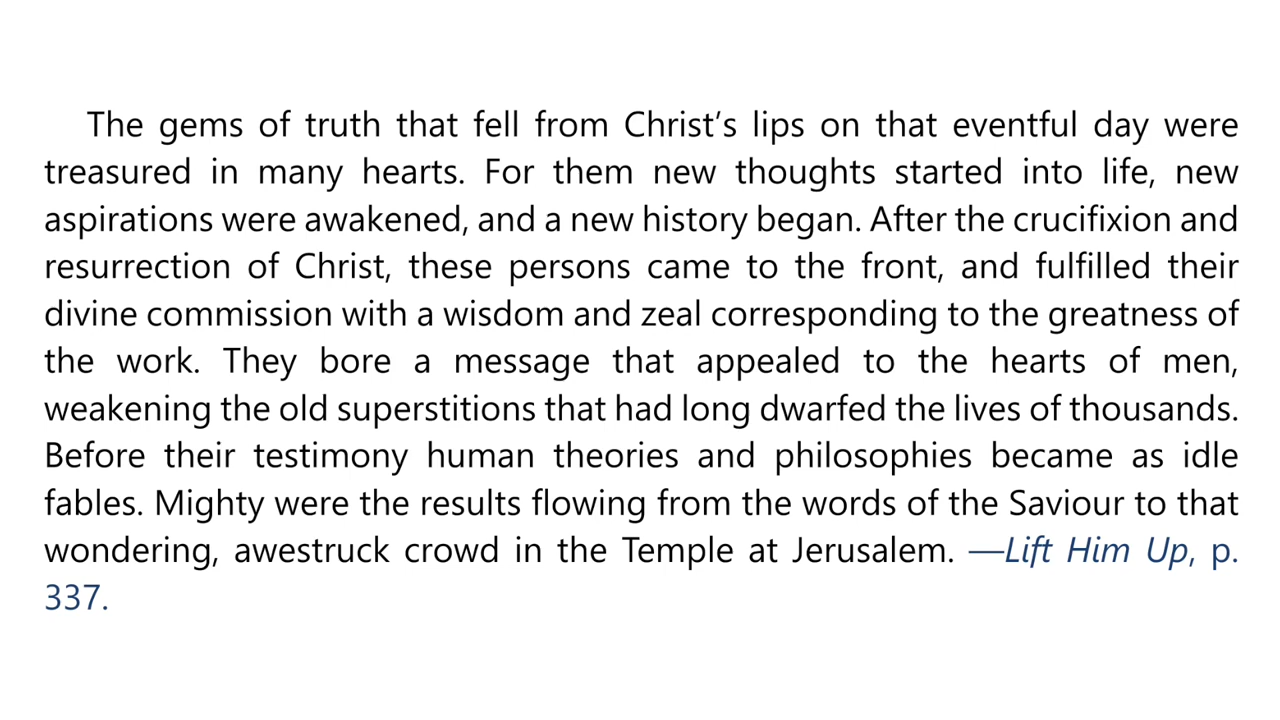 The gems of truth that fell from Christ’s lips on that eventful day were
treasured in many hearts. For them new thoughts started into life, new
aspirations were awakened, and a new history began. After the crucifixion and
resurrection of Christ, these persons came to the front, and fulfilled their
divine commission with a wisdom and zeal corresponding to the greatness of
the work. They bore a message that appealed to the hearts of men,
weakening the old superstitions that had long dwarfed the lives of thousands.
Before their testimony human theories and philosophies became as idle
fables. Mighty were the results flowing from the words of the Saviour to that
wondering, awestruck crowd in the Temple at Jerusalem. —Lift Him Up, p.
337.